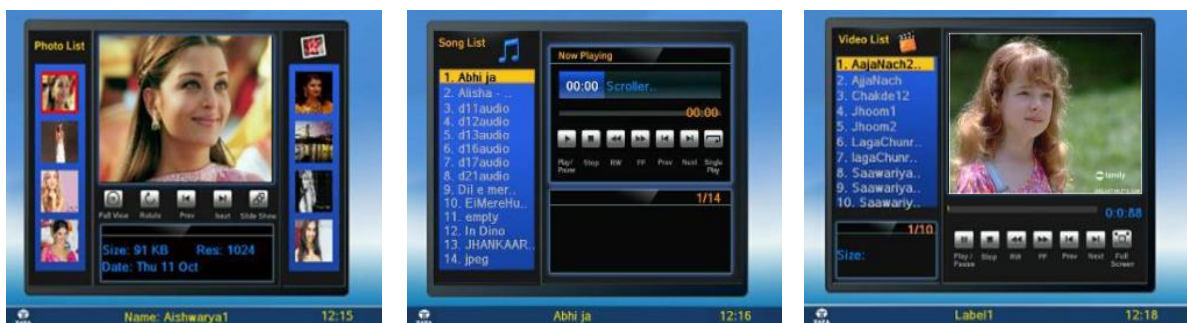 Photo List
Full View Rotate Prev Next Slide Show
Size: 91 KB Res: 1024
Date: Thu 11 Oct
TATA
Name: Aishwarya1
12:15
Song List
1. Abhi ja
2. Alisha - ..
3. d11audio
4. d12audio
5. d13audio
6. d16audio
7. d17audio
8. d21audio
9. Dil e mer..
10. EiMereHu..
11. empty
12. In Dino
13. JHANKAAR..
14. jpeg
Now Playing
00:00 Scroller..
00:00
Play/ Pause Stop RW FF Prev Next Single Play
1/14
TATA
Abhi ja
12:16
Video List
1. AajaNach2..
2. AjjaNach
3. Chakde12
4. Jhoom1
5. Jhoom2
6. LagaChunr..
7. lagaChunr..
8. Saawariya..
9. Saawariya..
10. Saawariy..
family
0:0:88
1/10
Size:
Play / Pause Stop RW FF Prev Next Full Screen
TATA
Label1
12:18